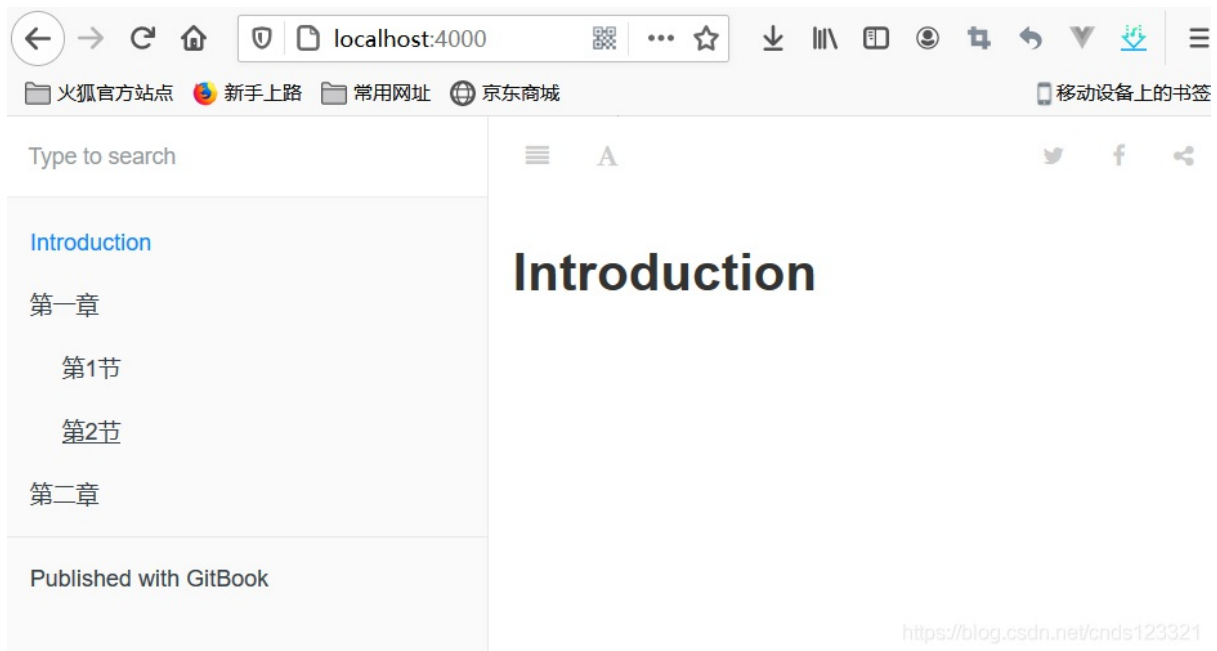 localhost:4000
火狐官方站点 新手上路 常用网址 京东商城 移动设备上的书签
Type to search
A
Introduction
Introduction
第一章
第1节
第2节
第二章
Published with GitBook
https://blog.csdn.net/cnds123321